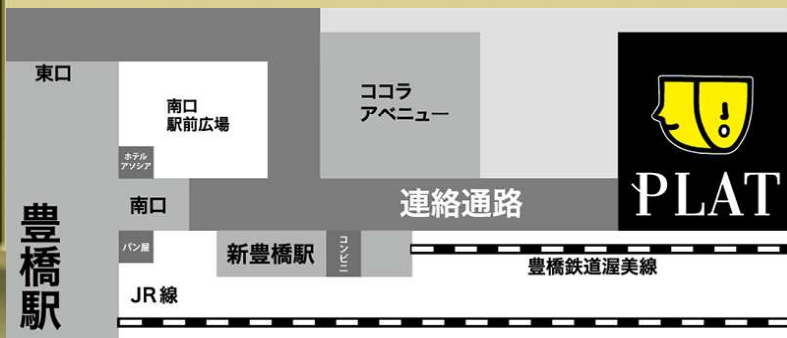 東口
南口
駅前広場
ココラ
アベニュー
ホテル
アソシア
南口
連絡通路
PLAT
豊橋駅
パン屋
新豊橋駅
コンビニ
豊橋鉄道渥美線
JR線